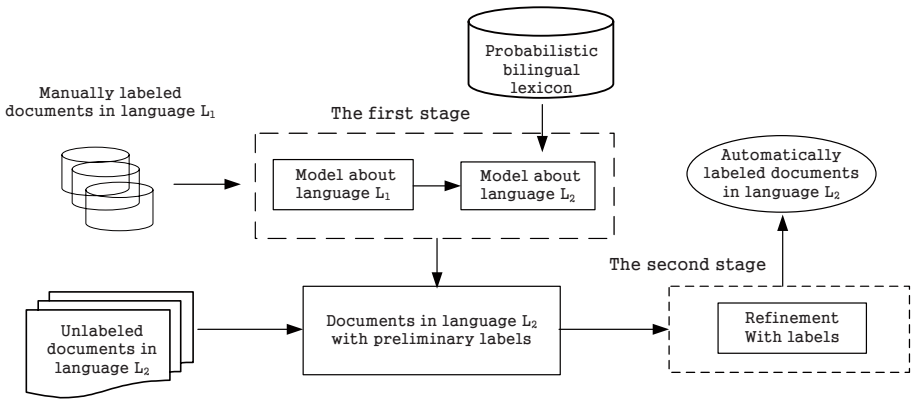 Probabilistic
bilingual
lexicon
Manually labeled
documents in language L₁
The first stage
Model about
language L₁
Model about
language L₂
Automatically
labeled documents
in language L₂
The second stage
Unlabeled
documents in
language L₂
Documents in language L₂
with preliminary labels
Refinement
With labels